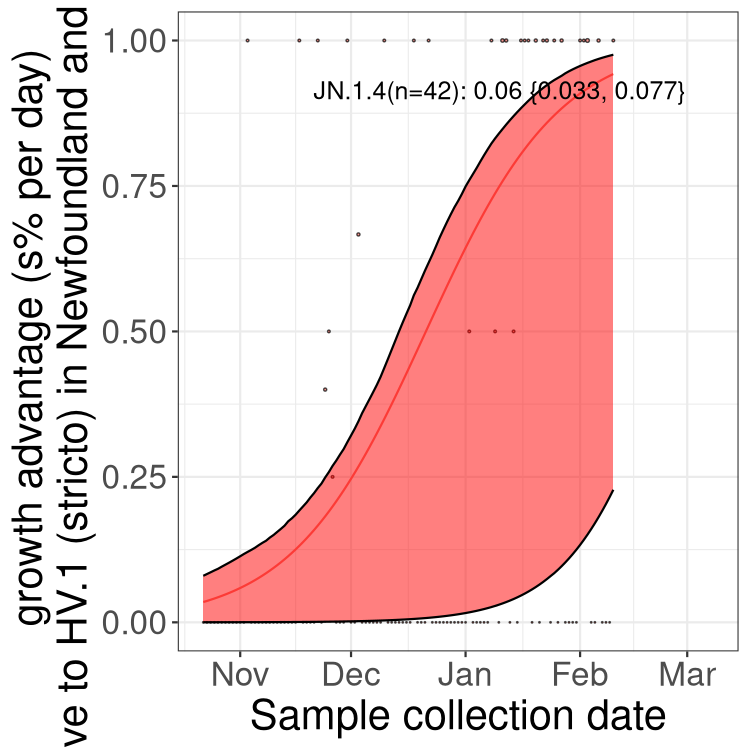 growth advantage (s% per day)
ve to HV.1 (stricto) in Newfoundland and
1.00
0.75
0.50
0.25
0.00
JN.1.4(n=42): 0.06 {0.033, 0.077}
Nov Dec Jan Feb Mar
Sample collection date